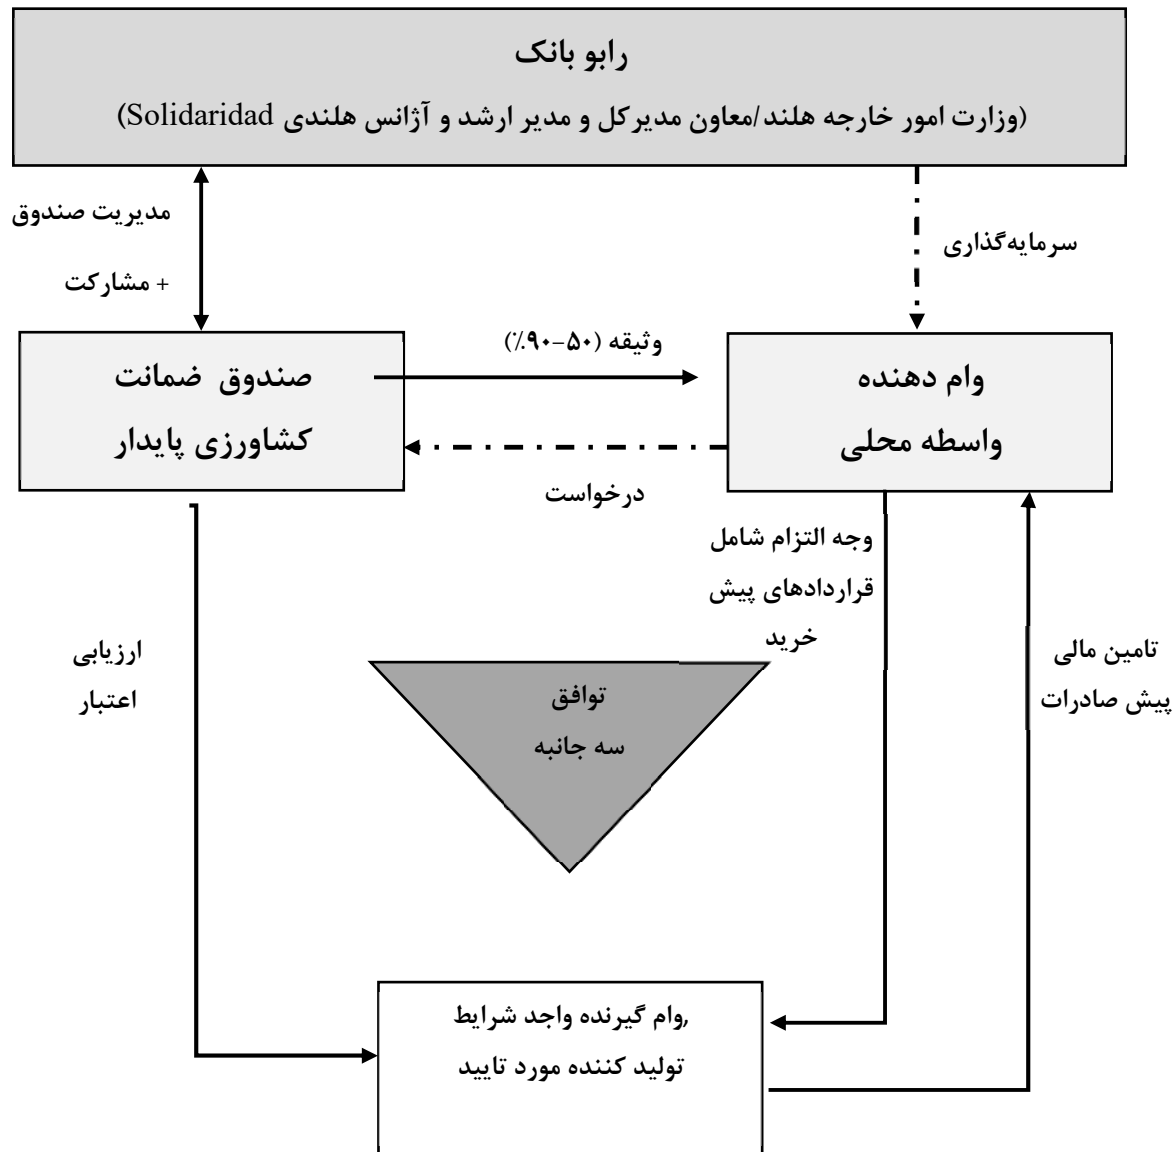 رابو بانک
(وزارت امور خارجه هلند/معاون مدیرکل و مدیر ارشد و آژانس هلندی Solidaridad)
مدیریت صندوق
+ مشارکت
سرمایه‌گذاری
صندوق ضمانت
کشاورزی پایدار
وثیقه (۵۰-۹۰٪)
درخواست
وام دهنده
واسطه محلی
وجه التزام شامل
قراردادهای پیش
خرید
ارزیابی
اعتبار
توافق
سه جانبه
تامین مالی
پیش صادرات
وام گیرنده واجد شرایط,
تولید کننده مورد تایید